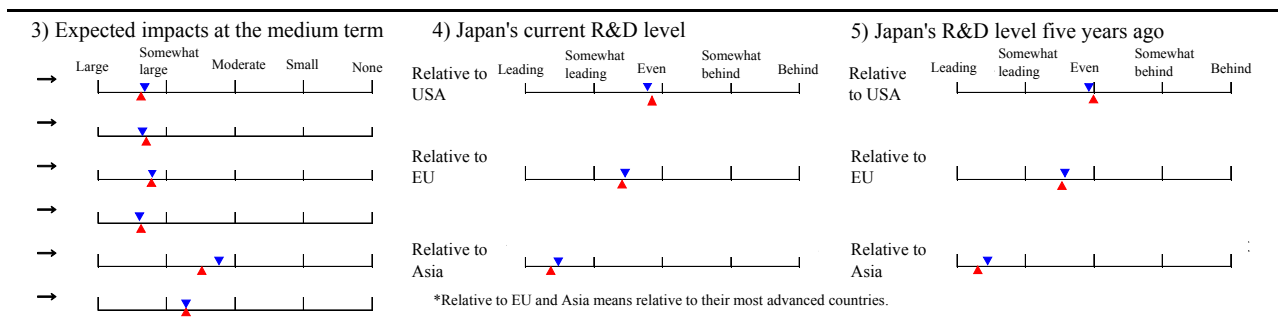 3) Expected impacts at the medium term
Large
Somewhat
large
Moderate
Small
None
4) Japan's current R&D level
Leading
Somewhat
leading
Even
Somewhat
behind
Behind
Relative to
USA
Relative to
EU
Relative to
Asia
*Relative to EU and Asia means relative to their most advanced countries.
5) Japan's R&D level five years ago
Leading
Somewhat
leading
Even
Somewhat
behind
Behind
Relative
to USA
Relative to
EU
Relative to
Asia